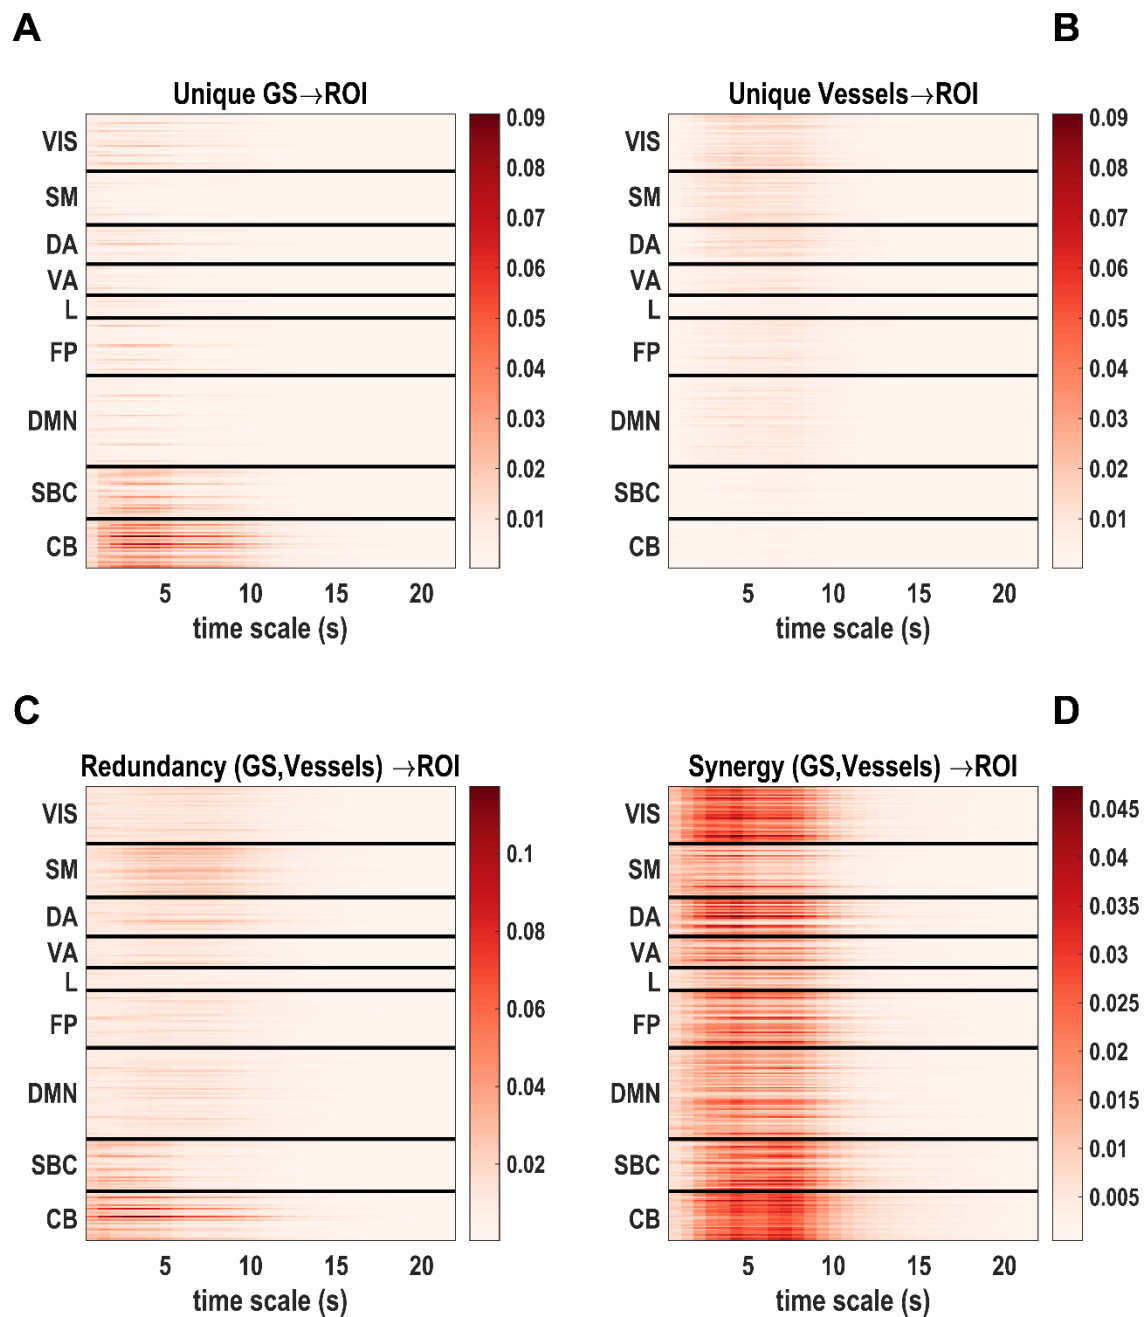 A
B
Unique GS→ROI
Unique Vessels→ROI
VIS
SM
DA
VA
L
FP
DMN
SBC
CB
0.09
0.08
0.07
0.06
0.05
0.04
0.03
0.02
0.01
5 10 15 20
time scale (s)
VIS
SM
DA
VA
L
FP
DMN
SBC
CB
0.09
0.08
0.07
0.06
0.05
0.04
0.03
0.02
0.01
5 10 15 20
time scale (s)
C
D
Redundancy (GS,Vessels) →ROI
Synergy (GS,Vessels) →ROI
VIS
SM
DA
VA
L
FP
DMN
SBC
CB
0.1
0.08
0.06
0.04
0.02
5 10 15 20
time scale (s)
VIS
SM
DA
VA
L
FP
DMN
SBC
CB
0.045
0.04
0.035
0.03
0.025
0.02
0.015
0.01
0.005
5 10 15 20
time scale (s)